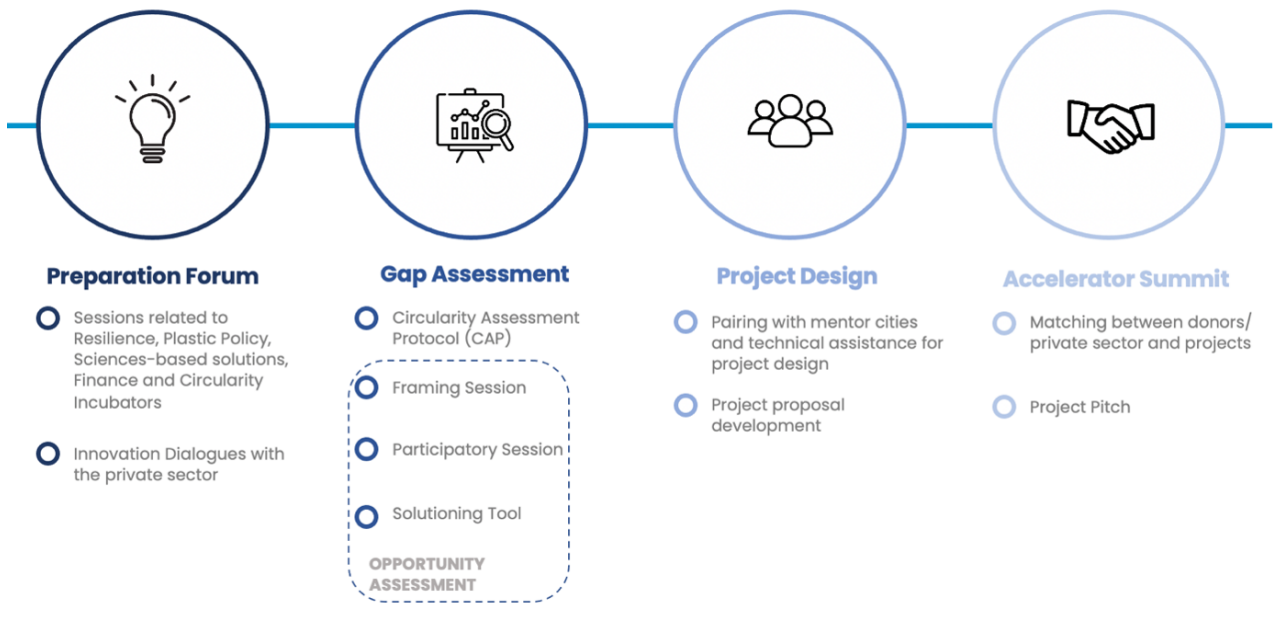 Preparation Forum
Sessions related to
Resilience, Plastic Policy,
Sciences-based solutions,
Finance and Circularity
Incubators
Innovation Dialogues with
the private sector
Gap Assessment
Circularity Assessment
Protocol (CAP)
Framing Session
Participatory Session
Solutioning Tool
OPPORTUNITY
ASSESSMENT
Project Design
Pairing with mentor cities
and technical assistance for
project design
Project proposal
development
Accelerator Summit
Matching between donors/
private sector and projects
Project Pitch